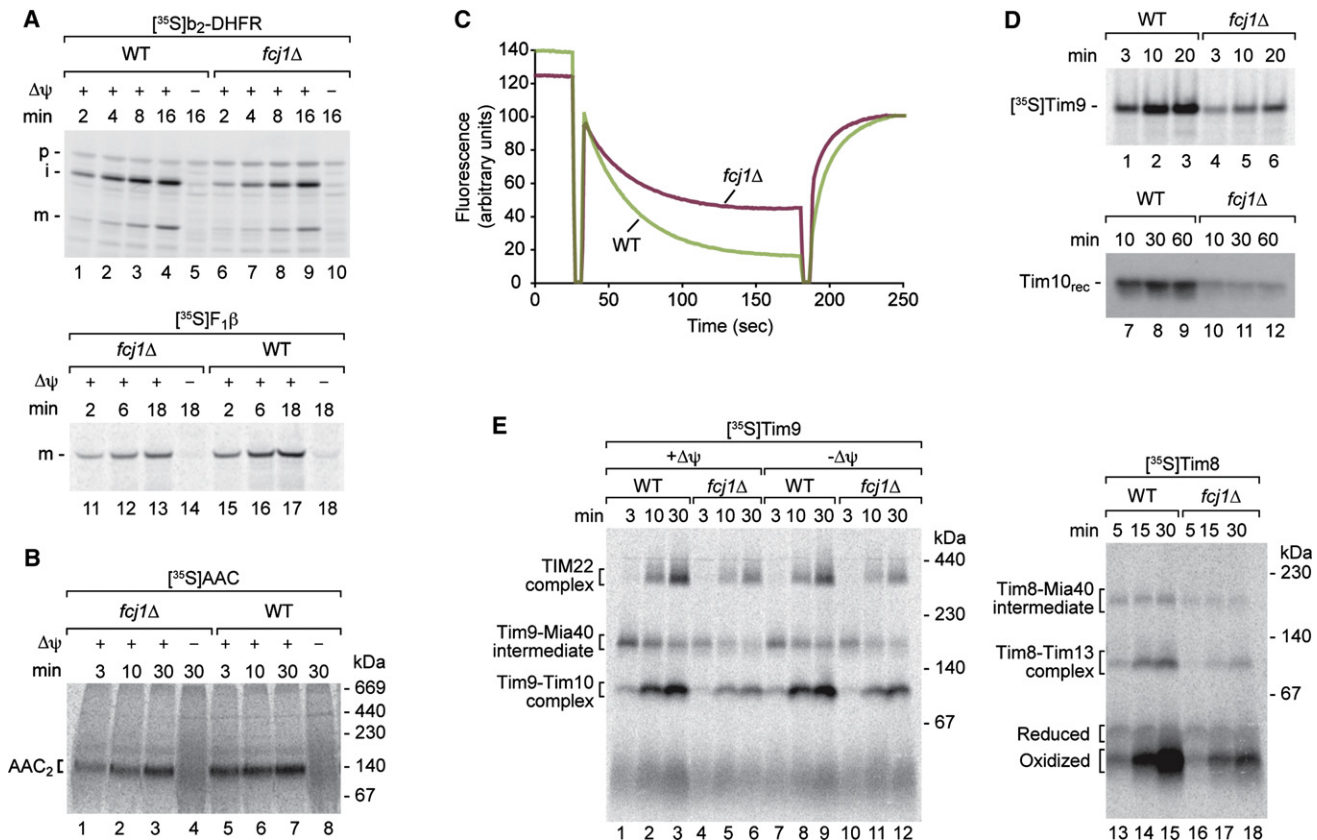 A
[³⁵S]b₂-DHFR
WT fcj1Δ
Δψ + + + + − + + + + −
min 2 4 8 16 16 2 4 8 16 16
p -
i -
m -
1 2 3 4 5 6 7 8 9 10
[³⁵S]F₁β
fcj1Δ WT
Δψ + + + − + + + −
min 2 6 18 18 2 6 18 18
m -
11 12 13 14 15 16 17 18
B
[³⁵S]AAC
fcj1Δ WT
Δψ + + + − + + + −
min 3 10 30 30 3 10 30 30 kDa
- 669
- 440
- 230
AAC₂ - 140
- 67
1 2 3 4 5 6 7 8
C
Fluorescence
(arbitrary units)
140
120
100
80
60
40
20
0
fcj1Δ
WT
0 50 100 150 200 250
Time (sec)
D
WT fcj1Δ
min 3 10 20 3 10 20
[³⁵S]Tim9 -
1 2 3 4 5 6
WT fcj1Δ
min 10 30 60 10 30 60
Tim10rec -
7 8 9 10 11 12
E
[³⁵S]Tim9
+Δψ -Δψ
WT fcj1Δ WT fcj1Δ
min 3 10 30 3 10 30 3 10 30 3 10 30
kDa
- 440
TIM22
complex
- 230
Tim9-Mia40
intermediate
- 140
Tim9-Tim10
complex
- 67
1 2 3 4 5 6 7 8 9 10 11 12
[³⁵S]Tim8
WT fcj1Δ
min 5 15 30 5 15 30
kDa
- 230
Tim8-Mia40
intermediate
- 140
Tim8-Tim13
complex
- 67
Reduced
Oxidized
13 14 15 16 17 18